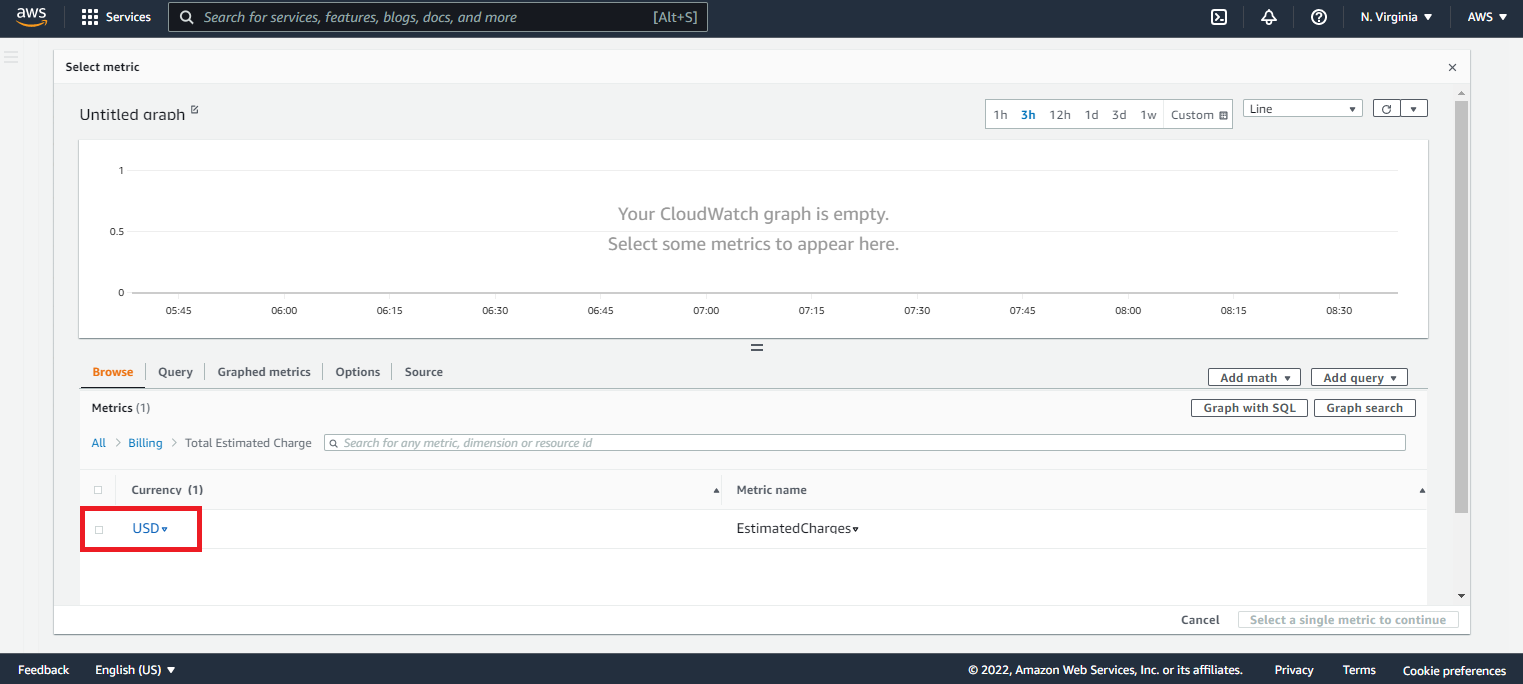 aws Services Search for services, features, blogs, docs, and more [Alt+S] N. Virginia AWS
Select metric
Untitled graph
1h 3h 12h 1d 3d 1w Custom Line
1
0.5
0
Your CloudWatch graph is empty.
Select some metrics to appear here.
05:45 06:00 06:15 06:30 06:45 07:00 07:15 07:30 07:45 08:00 08:15 08:30
Browse Query Graphed metrics Options Source
Add math Add query
Metrics (1)
Graph with SQL Graph search
All Billing Total Estimated Charge Search for any metric, dimension or resource id
Currency (1) Metric name
USD EstimatedCharges
Cancel Select a single metric to continue
Feedback English (US) © 2022, Amazon Web Services, Inc. or its affiliates. Privacy Terms Cookie preferences